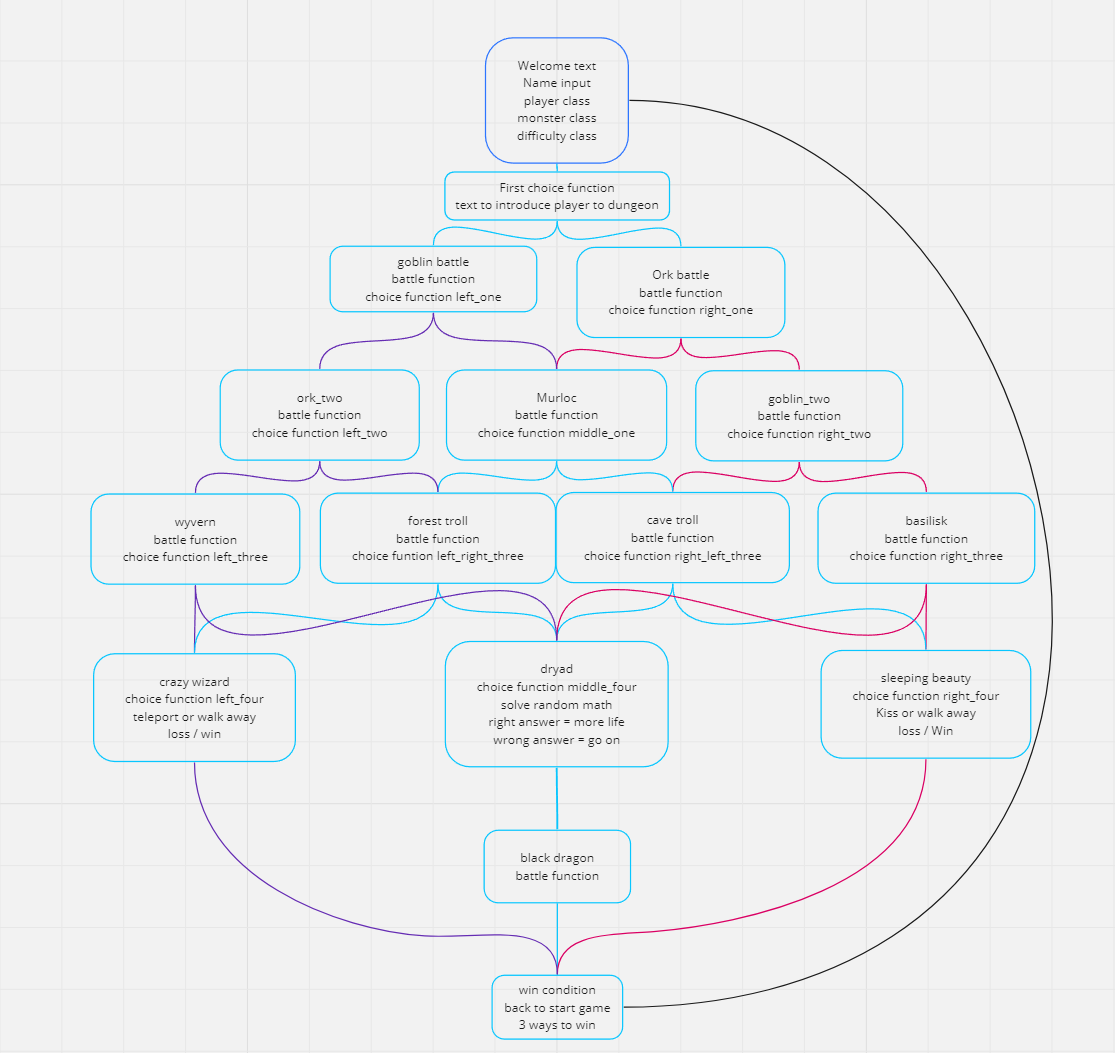 Welcome text
Name input
player class
monster class
difficulty class
First choice function
text to introduce player to dungeon
goblin battle
battle function
choice function left_one
Ork battle
battle function
choice function right_one
ork_two
battle function
choice function left_two
Murloc
battle function
choice function middle_one
goblin_two
battle function
choice function right_two
wyvern
battle function
choice function left_three
forest troll
battle function
choice funtion left_right_three
cave troll
battle function
choice function right_left_three
basilisk
battle function
choice function right_three
crazy wizard
choice function left_four
teleport or walk away
loss / win
dryad
choice function middle_four
solve random math
right answer = more life
wrong answer = go on
sleeping beauty
choice function right_four
Kiss or walk away
loss / Win
black dragon
battle function
win condition
back to start game
3 ways to win